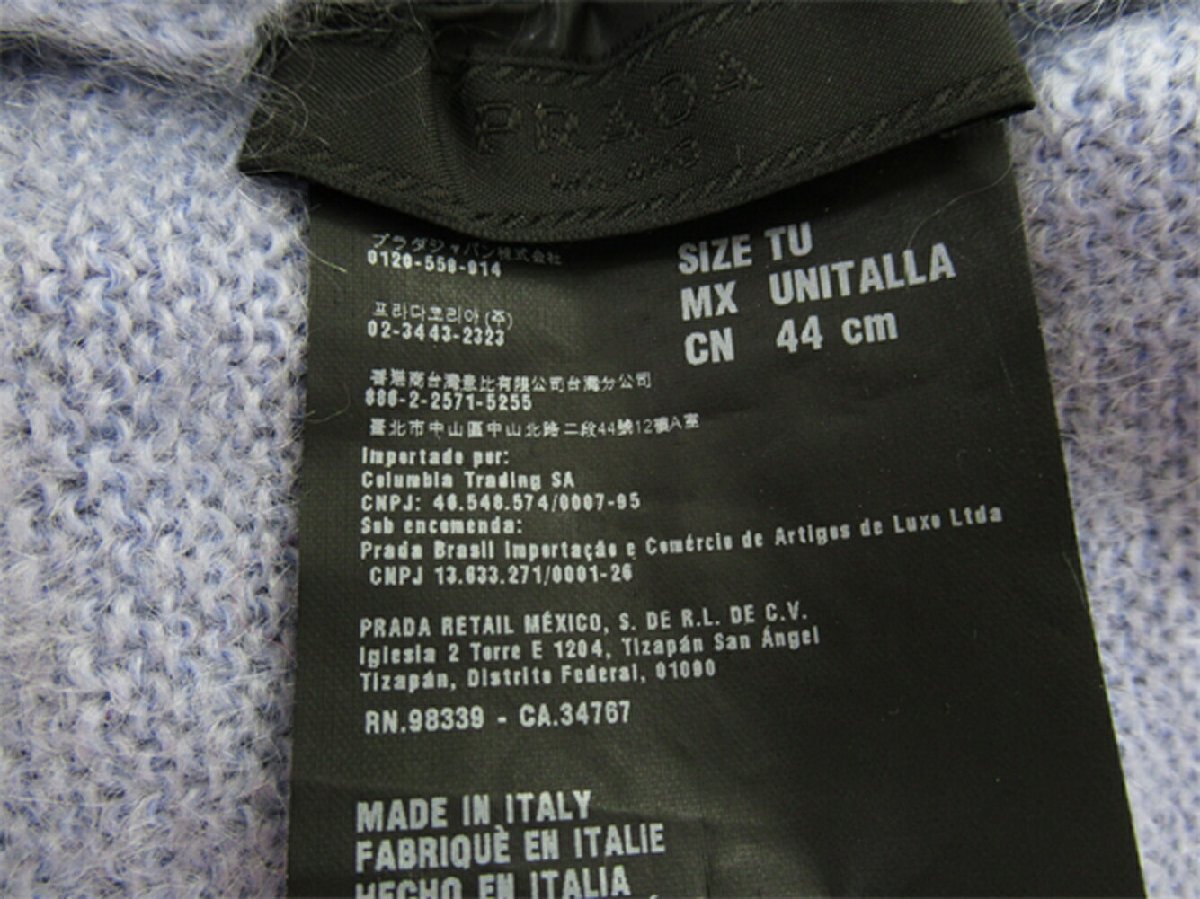 PRADA
MILANO
プラダジャパン株式会社
0120-559-914
프라다코리아(주)
02-3443-2323
香港商台灣意比有限公司台灣分公司
886-2-2571-5255
臺北市中山區中山北路二段44號12樓A室
Importado por:
Columbia Trading SA
CNPJ: 46.548.574/0007-95
Sob encomenda:
Prada Brasil Importação e Comércio de Artigos de Luxo Ltda
CNPJ 13.633.271/0001-26
PRADA RETAIL MÉXICO, S. DE R.L. DE C.V.
Iglesia 2 Torre E 1204, Tizapán San Ángel
Tizapán, Distrito Federal, 01090
RN.98339 - CA.34767
SIZE TU
MX UNITALLA
CN 44 cm
MADE IN ITALY
FABRIQUÈ EN ITALIE
HECHO EN ITALIA